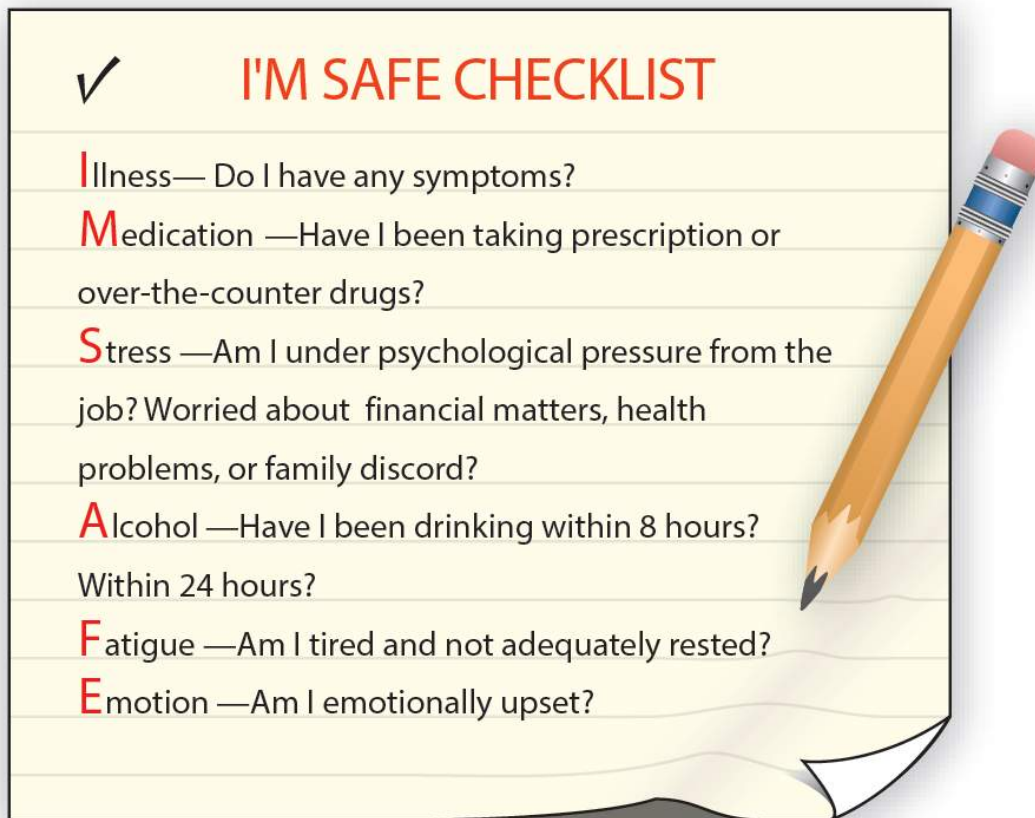 I'M SAFE CHECKLIST
Illness— Do I have any symptoms?
Medication —Have I been taking prescription or
over-the-counter drugs?
Stress —Am I under psychological pressure from the
job? Worried about financial matters, health
problems, or family discord?
Alcohol —Have I been drinking within 8 hours?
Within 24 hours?
Fatigue —Am I tired and not adequately rested?
Emotion —Am I emotionally upset?